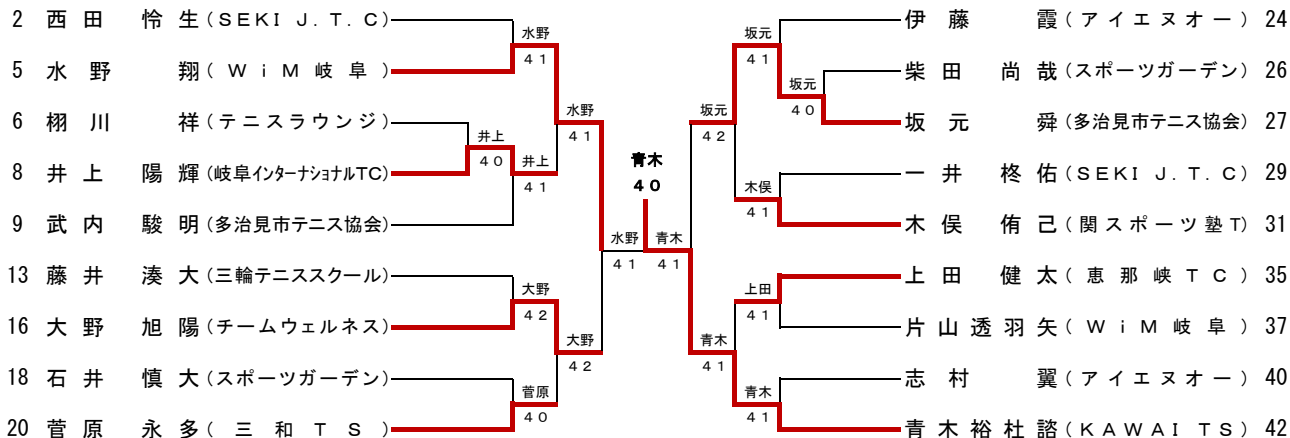 2 西田 怜生 (SEKI J.T.C)
5 水野 翔 (WiM岐阜)
6 栩川 祥 (テニスラウンジ)
8 井上 陽輝 (岐阜インターナショナルTC)
9 武内 駿明 (多治見市テニス協会)
13 藤井 湊大 (三輪テニススクール)
16 大野 旭陽 (チームウェルネス)
18 石井 慎大 (スポーツガーデン)
20 菅原 永多 (三和TS)
水野
41
井上
40
井上
41
水野
41
大野
42
菅原
40
大野
42
水野
41
青木
40
青木
41
坂元
42
青木
41
坂元
41
坂元
40
木俣
41
上田
41
青木
41
伊藤 霞 (アイエヌオー) 24
柴田 尚哉 (スポーツガーデン) 26
坂元 舜 (多治見市テニス協会) 27
一井 柊佑 (SEKI J.T.C) 29
木俣 侑己 (関スポーツ塾T) 31
上田 健太 (恵那峡TC) 35
片山透羽矢 (WiM岐阜) 37
志村 翼 (アイエヌオー) 40
青木裕杜諮 (KAWAI TS) 42